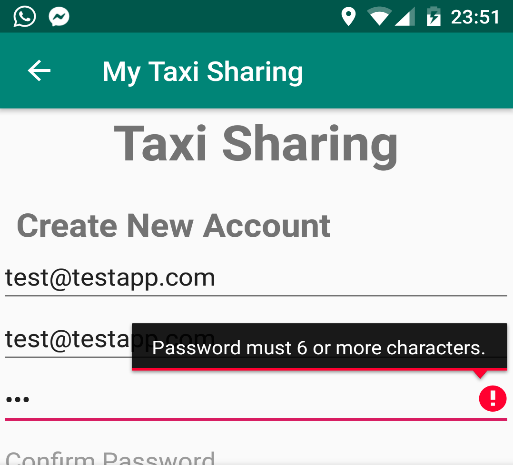 23:51
My Taxi Sharing
Taxi Sharing
Create New Account
test@testapp.com
test@testapp.com
Password must 6 or more characters.
•••
Confirm Password